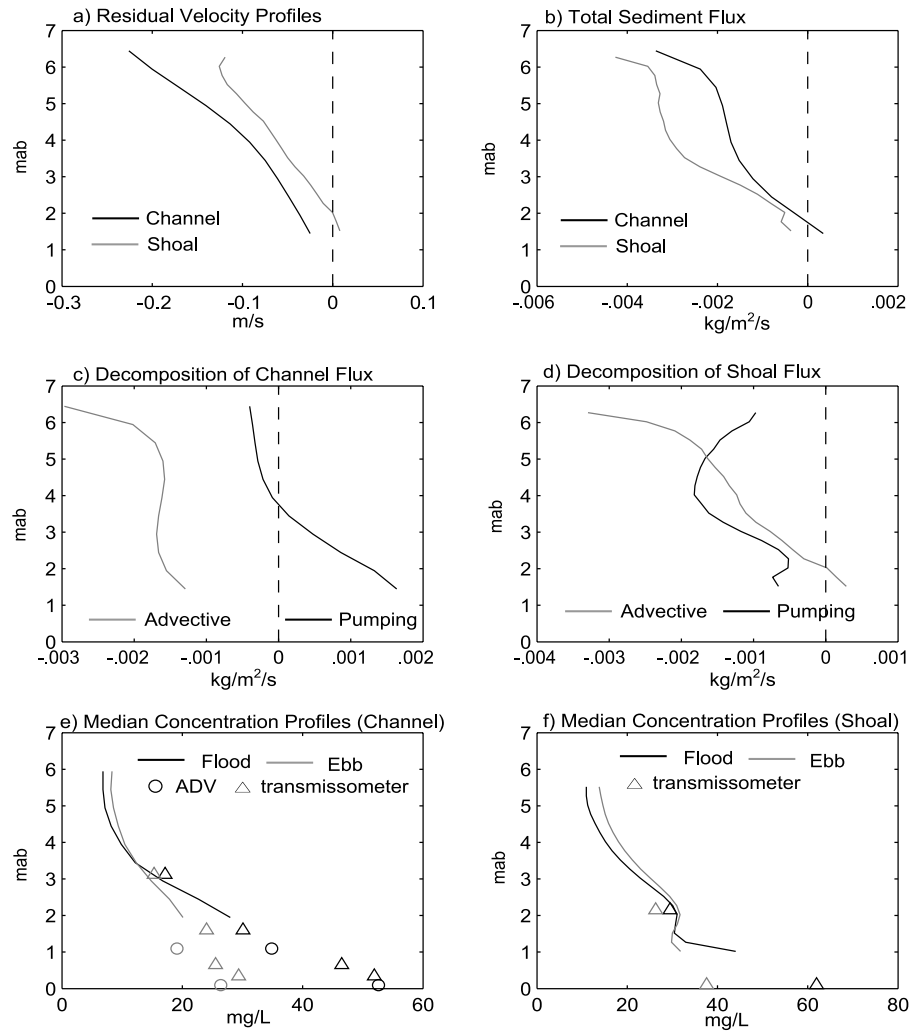 a) Residual Velocity Profiles
7
6
5
4
3
2
1
0
mab
Channel
Shoal
-0.3 -0.2 -0.1 0 0.1
m/s
b) Total Sediment Flux
7
6
5
4
3
2
1
0
mab
Channel
Shoal
-.006 -.004 -.002 0 .002
kg/m²/s
c) Decomposition of Channel Flux
7
6
5
4
3
2
1
0
mab
Advective Pumping
-.003 -.002 -.001 0 .001 .002
kg/m²/s
d) Decomposition of Shoal Flux
7
6
5
4
3
2
1
0
mab
Advective Pumping
-.004 -.003 -.002 -.001 0 .001
kg/m²/s
e) Median Concentration Profiles (Channel)
7
6
5
4
3
2
1
0
mab
Flood Ebb
ADV transmissometer
0 20 40 60
mg/L
f) Median Concentration Profiles (Shoal)
7
6
5
4
3
2
1
0
mab
Flood Ebb
transmissometer
0 20 40 60 80
mg/L